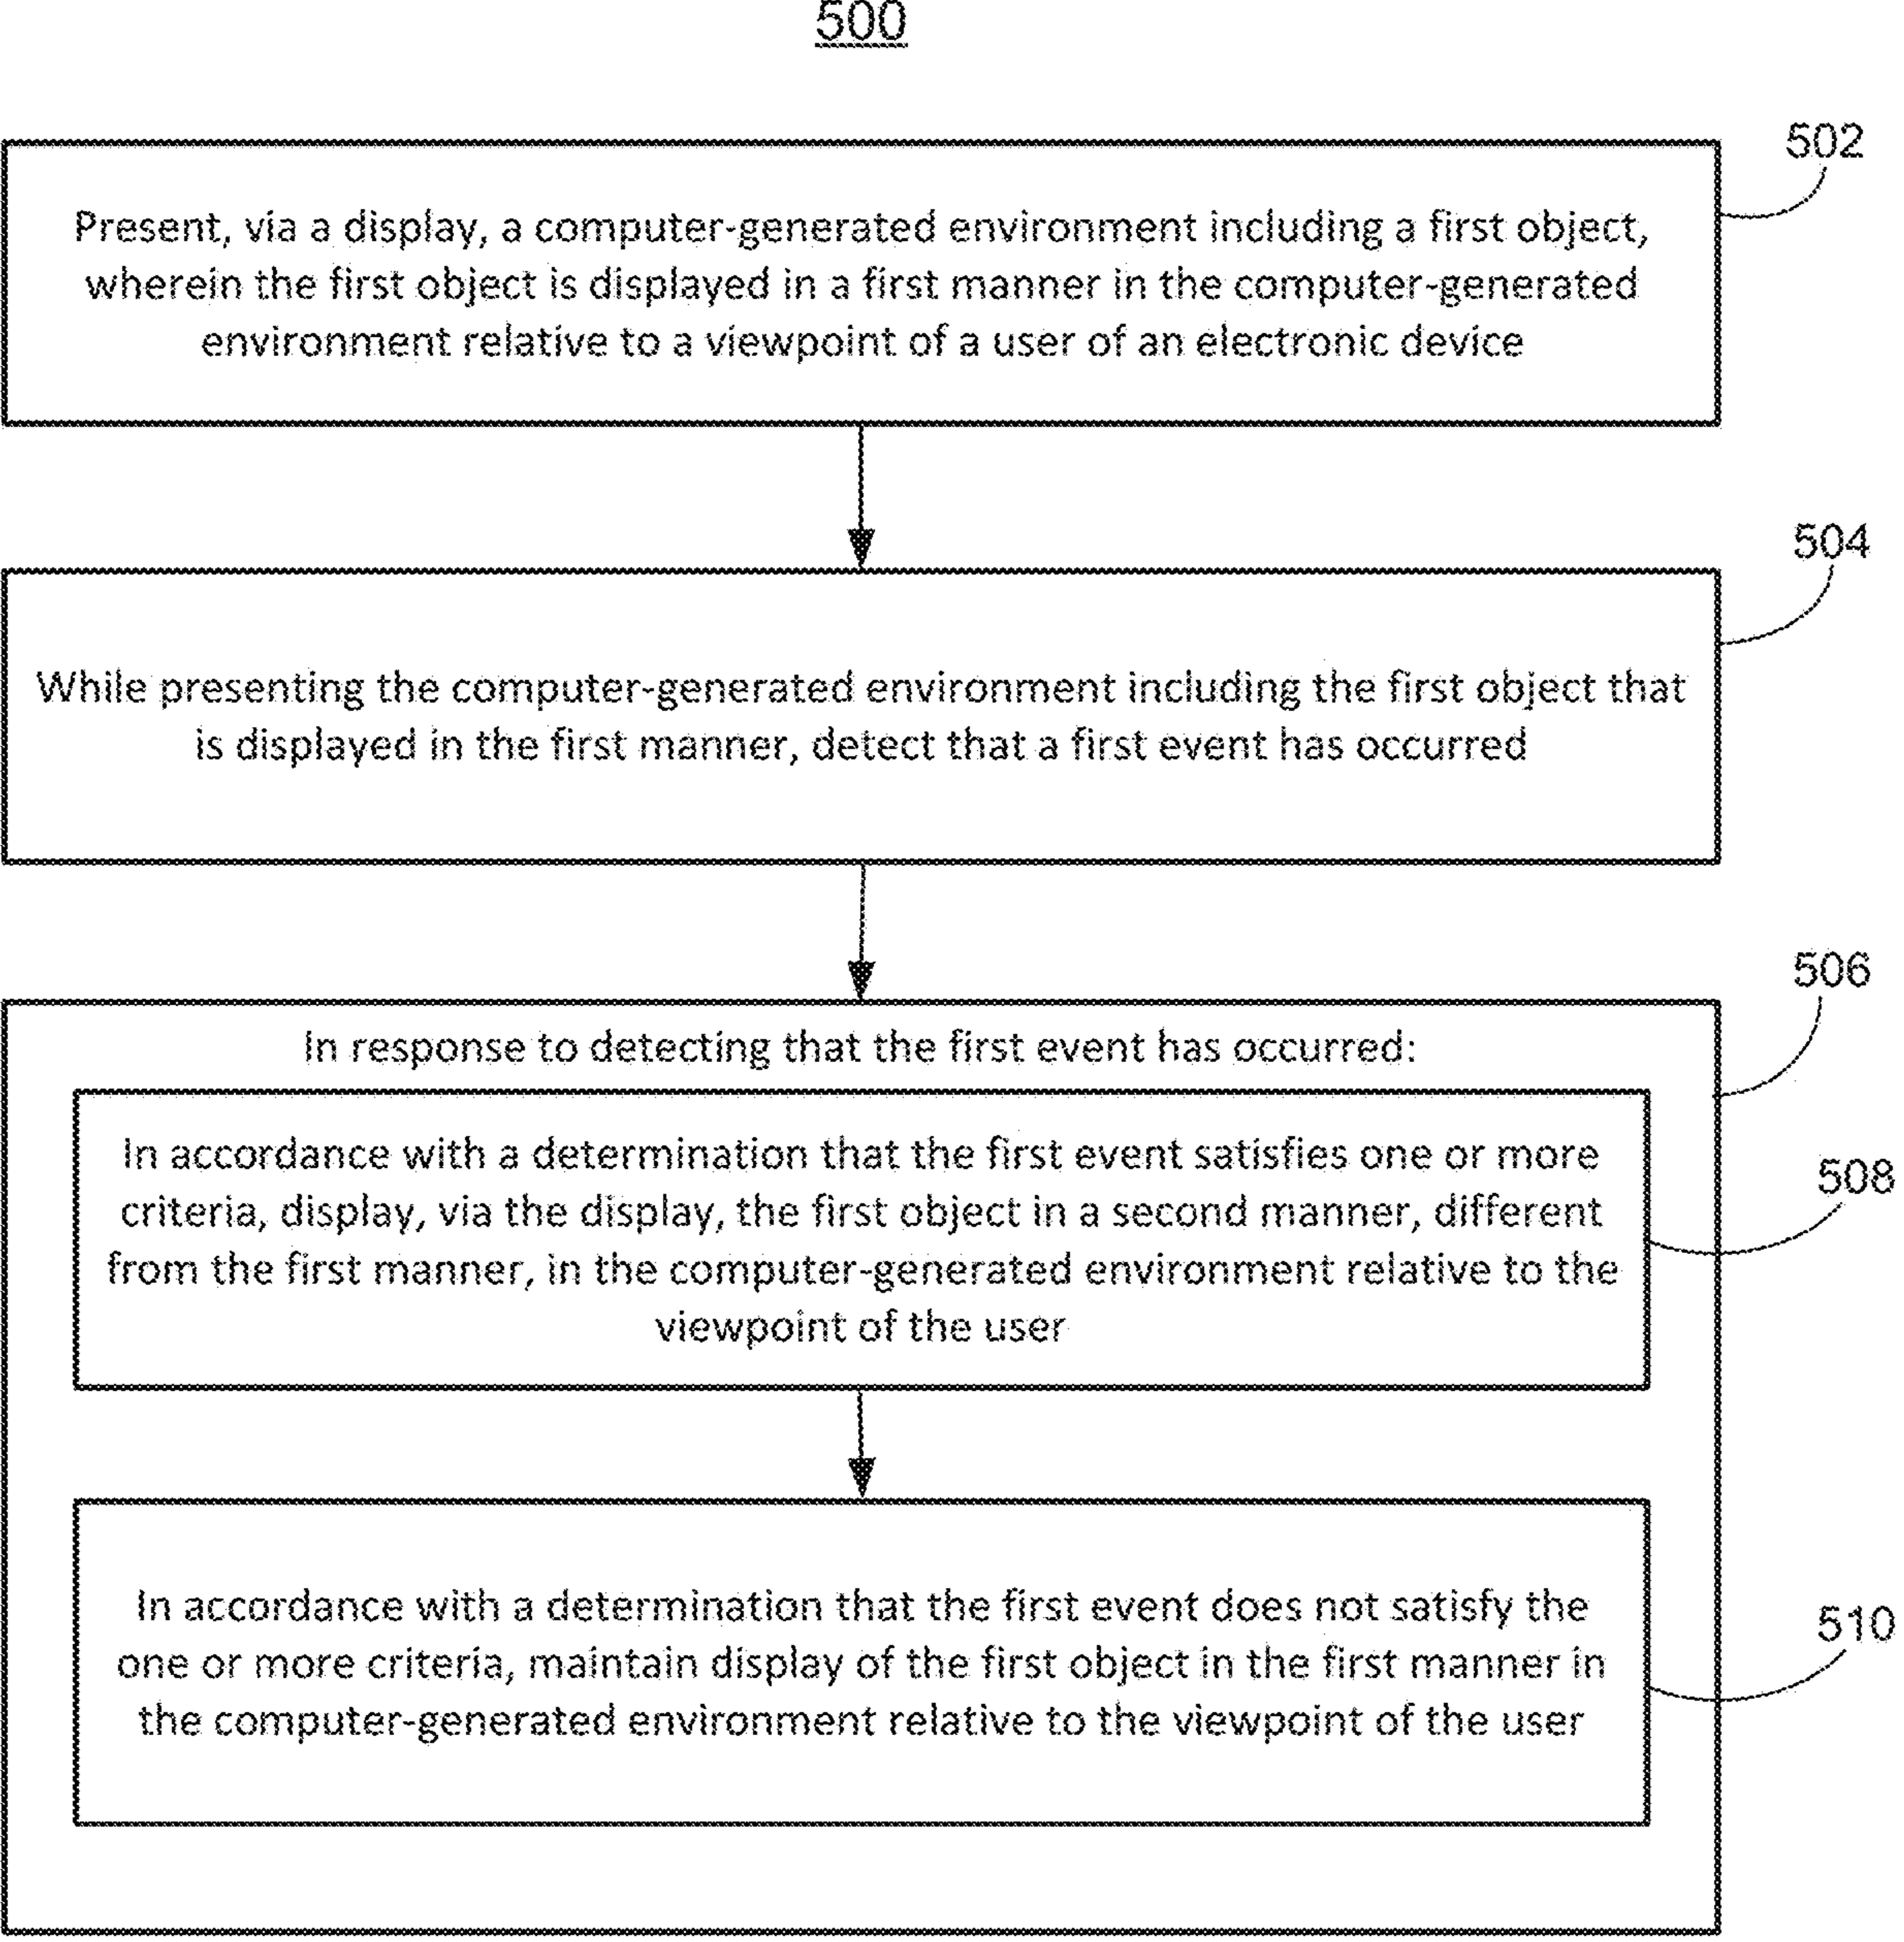 500
502
Present, via a display, a computer-generated environment including a first object,
wherein the first object is displayed in a first manner in the computer-generated
environment relative to a viewpoint of a user of an electronic device
504
While presenting the computer-generated environment including the first object that
is displayed in the first manner, detect that a first event has occurred
506
In response to detecting that the first event has occurred:
508
In accordance with a determination that the first event satisfies one or more
criteria, display, via the display, the first object in a second manner, different
from the first manner, in the computer-generated environment relative to the
viewpoint of the user
510
In accordance with a determination that the first event does not satisfy the
one or more criteria, maintain display of the first object in the first manner in
the computer-generated environment relative to the viewpoint of the user